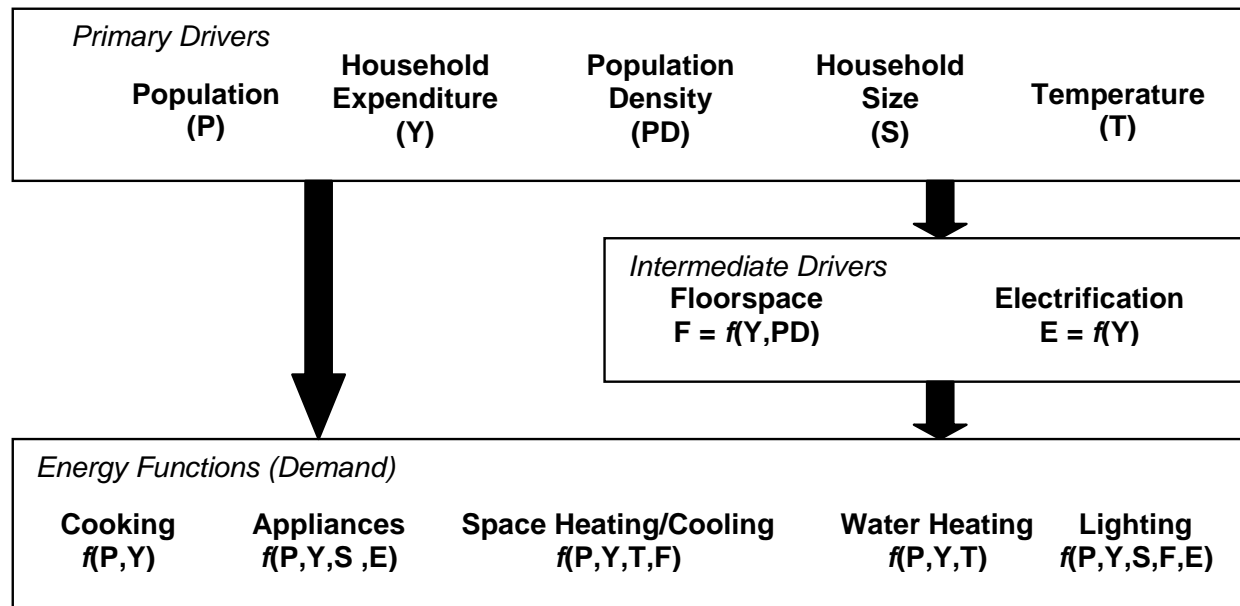 Primary Drivers
Population
(P)
Household
Expenditure
(Y)
Population
Density
(PD)
Household
Size
(S)
Temperature
(T)
Intermediate Drivers
Floorspace
F = f(Y,PD)
Electrification
E = f(Y)
Energy Functions (Demand)
Cooking
f(P,Y)
Appliances
f(P,Y,S ,E)
Space Heating/Cooling
f(P,Y,T,F)
Water Heating
f(P,Y,T)
Lighting
f(P,Y,S,F,E)